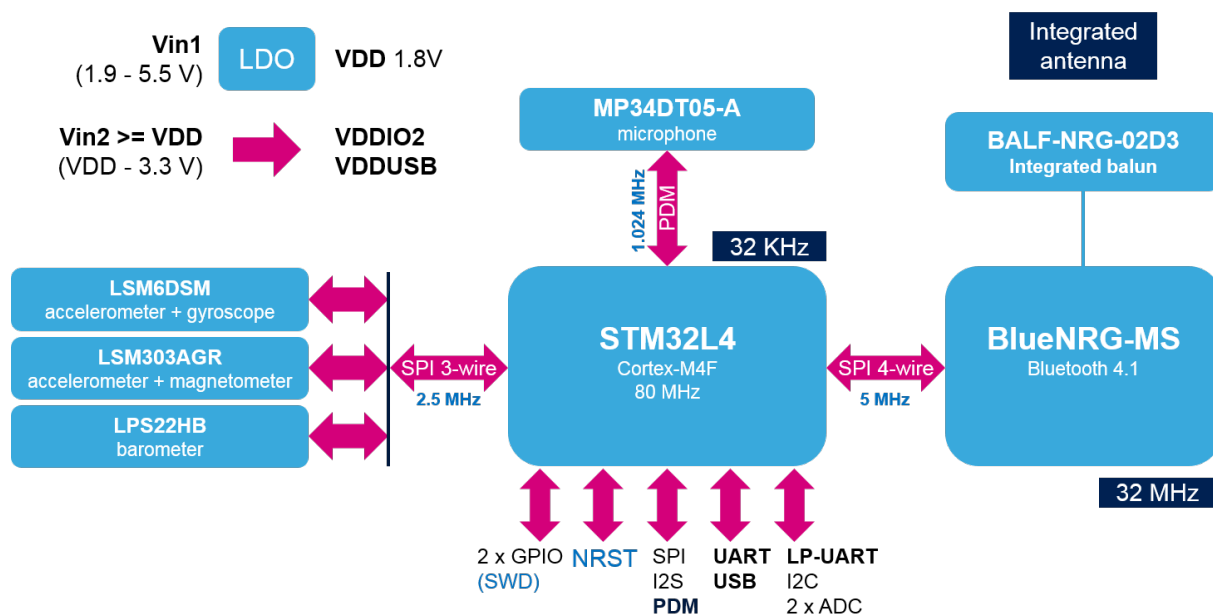 Vin1
(1.9 - 5.5 V)
LDO
VDD 1.8V
Integrated
antenna
Vin2 >= VDD
(VDD - 3.3 V)
VDDIO2
VDDUSB
MP34DT05-A
microphone
BALF-NRG-02D3
Integrated balun
1.024 MHz
PDM
32 KHz
LSM6DSM
accelerometer + gyroscope
LSM303AGR
accelerometer + magnetometer
LPS22HB
barometer
SPI 3-wire
2.5 MHz
STM32L4
Cortex-M4F
80 MHz
SPI 4-wire
5 MHz
BlueNRG-MS
Bluetooth 4.1
32 MHz
2 x GPIO
(SWD)
NRST
SPI
I2S
PDM
UART
USB
LP-UART
I2C
2 x ADC